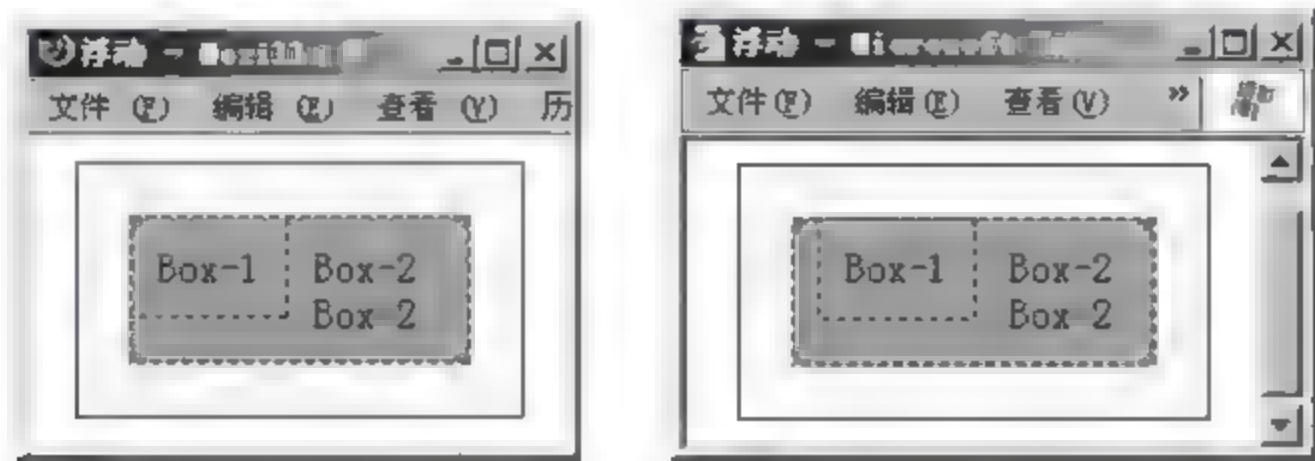 浮动 -
文件 (F) 编辑 (E) 查看 (V) 历
Box-1 Box-2
Box-2
浮动 - Microsoft
文件(F) 编辑(E) 查看(V) »
Box-1 Box-2
Box-2